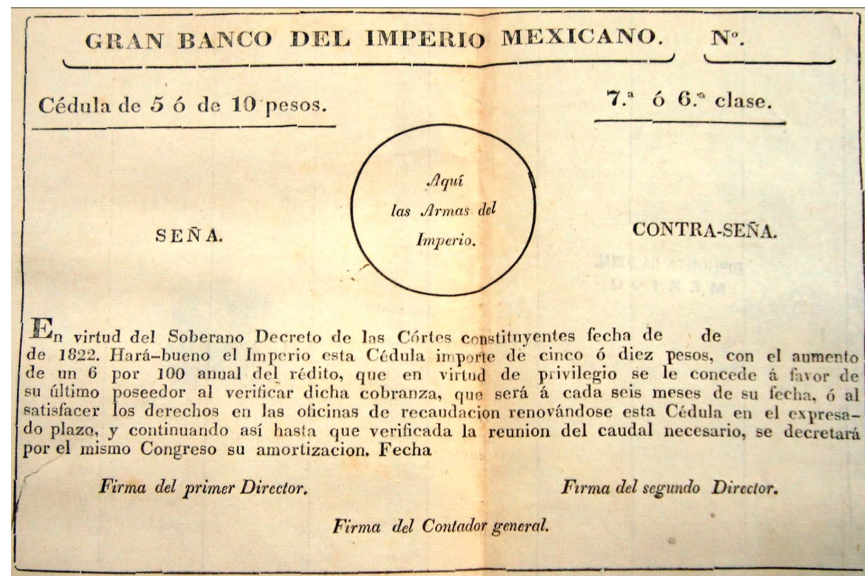 GRAN BANCO DEL IMPERIO MEXICANO. Nº.
Cédula de 5 ó de 10 pesos.
7.ª ó 6.ª clase.
Aquí
las Armas del
Imperio.
SEÑA.
CONTRA-SEÑA.
En virtud del Soberano Decreto de las Córtes constituyentes fecha de de
de 1822. Hará-bueno el Imperio esta Cédula importe de cinco ó diez pesos, con el aumento
de un 6 por 100 anual del rédito, que en virtud de privilegio se le concede á favor de
su último poseedor al verificar dicha cobranza, que será á cada seis meses de su fecha, ó al
satisfacer los derechos en las oficinas de recaudacion renovándose esta Cédula en el expresa-
do plazo, y continuando así hasta que verificada la reunion del caudal necesario, se decretará
por el mismo Congreso su amortizacion. Fecha
Firma del primer Director.
Firma del segundo Director.
Firma del Contador general.